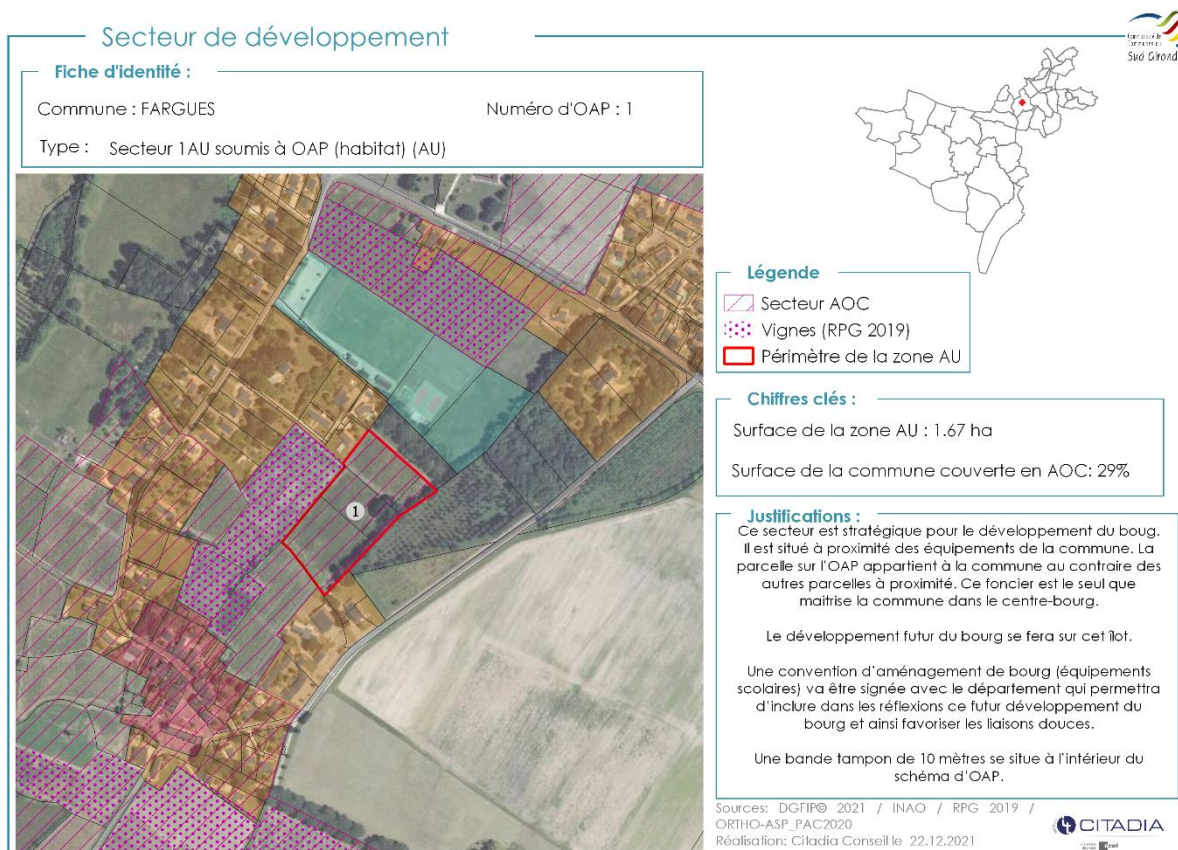 Secteur de développement
Sud Gironde
Fiche d'identité :
Commune : FARGUES
Numéro d'OAP : 1
Type : Secteur 1AU soumis à OAP (habitat) (AU)
1
Légende
Secteur AOC
Vignes (RPG 2019)
Périmètre de la zone AU
Chiffres clés :
Surface de la zone AU : 1.67 ha
Surface de la commune couverte en AOC: 29%
Justifications :
Ce secteur est stratégique pour le développement du boug.
Il est situé à proximité des équipements de la commune. La
parcelle sur l'OAP appartient à la commune au contraire des
autres parcelles à proximité. Ce foncier est le seul que
maitrise la commune dans le centre-bourg.
Le développement futur du bourg se fera sur cet îlot.
Une convention d'aménagement de bourg (équipements
scolaires) va être signée avec le département qui permettra
d'inclure dans les réflexions ce futur développement du
bourg et ainsi favoriser les liaisons douces.
Une bande tampon de 10 mètres se situe à l'intérieur du
schéma d'OAP.
Sources: DGFIP© 2021 / INAO / RPG 2019 /
ORTHO-ASP_PAC2020
Réalisation: Citadia Conseil le 22.12.2021
CITADIA